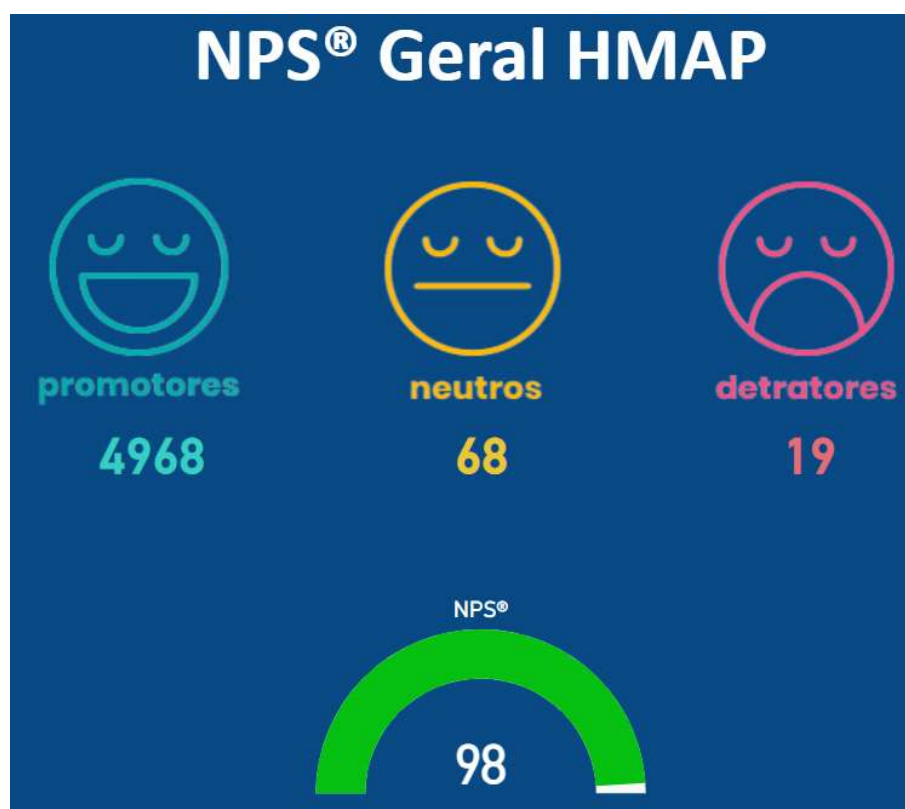 NPS® Geral HMAP
promotores
neutros
detratores
4968
68
19
NPS®
98